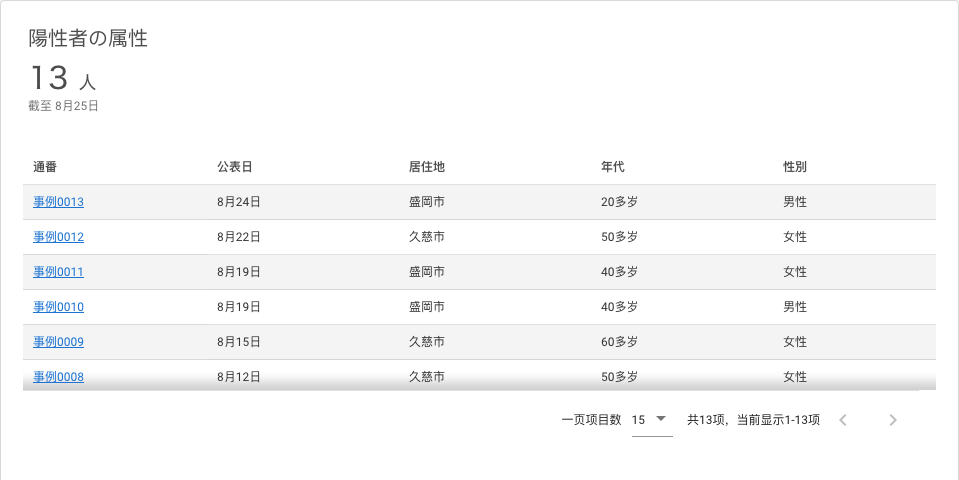 陽性者の属性
13 人
截至 8月25日
通番 公表日 居住地 年代 性別
事例0013 8月24日 盛岡市 20多岁 男性
事例0012 8月22日 久慈市 50多岁 女性
事例0011 8月19日 盛岡市 40多岁 女性
事例0010 8月19日 盛岡市 40多岁 男性
事例0009 8月15日 久慈市 60多岁 女性
事例0008 8月12日 久慈市 50多岁 女性
一页项目数 15 共13项，当前显示1-13项